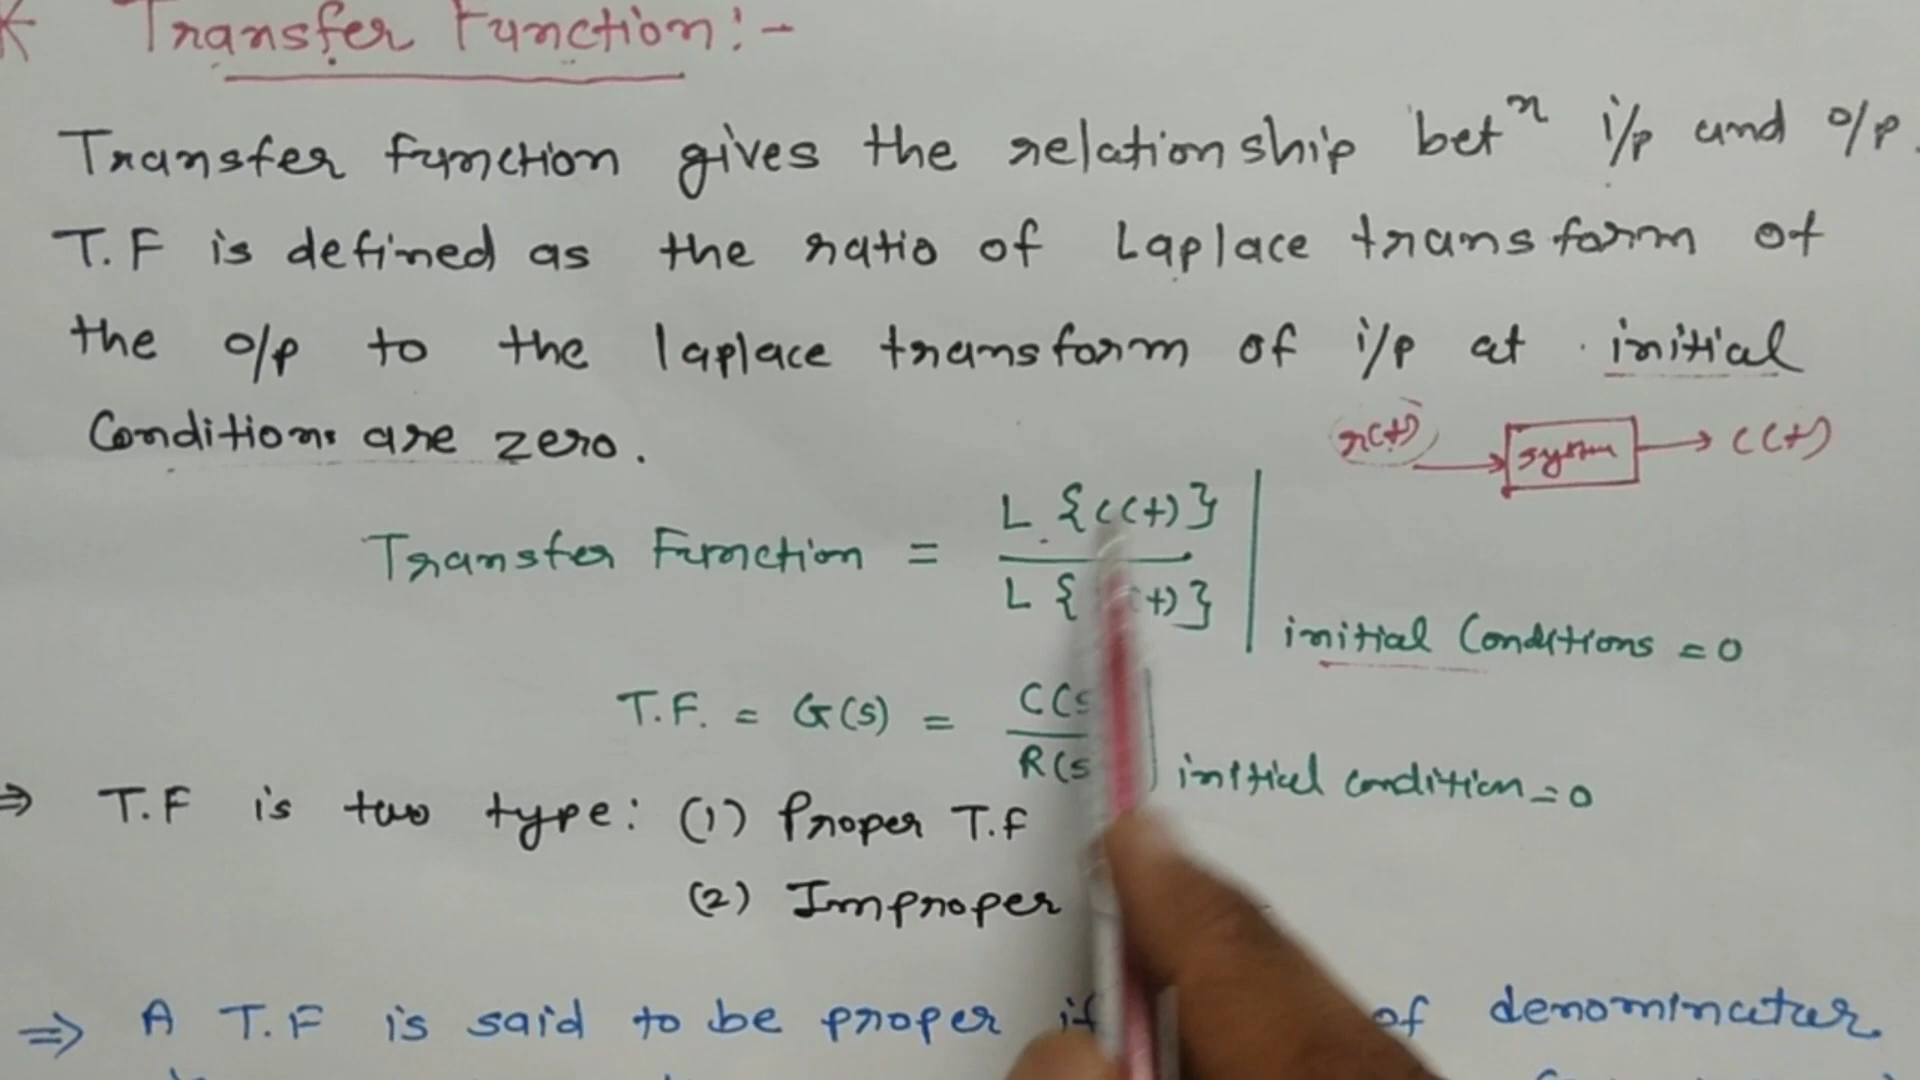 Transfer Function:-
Transfer function gives the relationship betⁿ i/p and o/p.
T.F is defined as the ratio of Laplace transform of
the o/p to the laplace transform of i/p at initial
Conditions are zero.
r(t) → system → c(t)
Transfer Function = L {c(t)} / L { (t)} | initial Conditions = 0
T.F. = G(s) = C(s / R(s | initial condition = 0
⇒ T.F is two type: (1) Proper T.F
(2) Improper
⇒ A T.F is said to be proper if of denominator